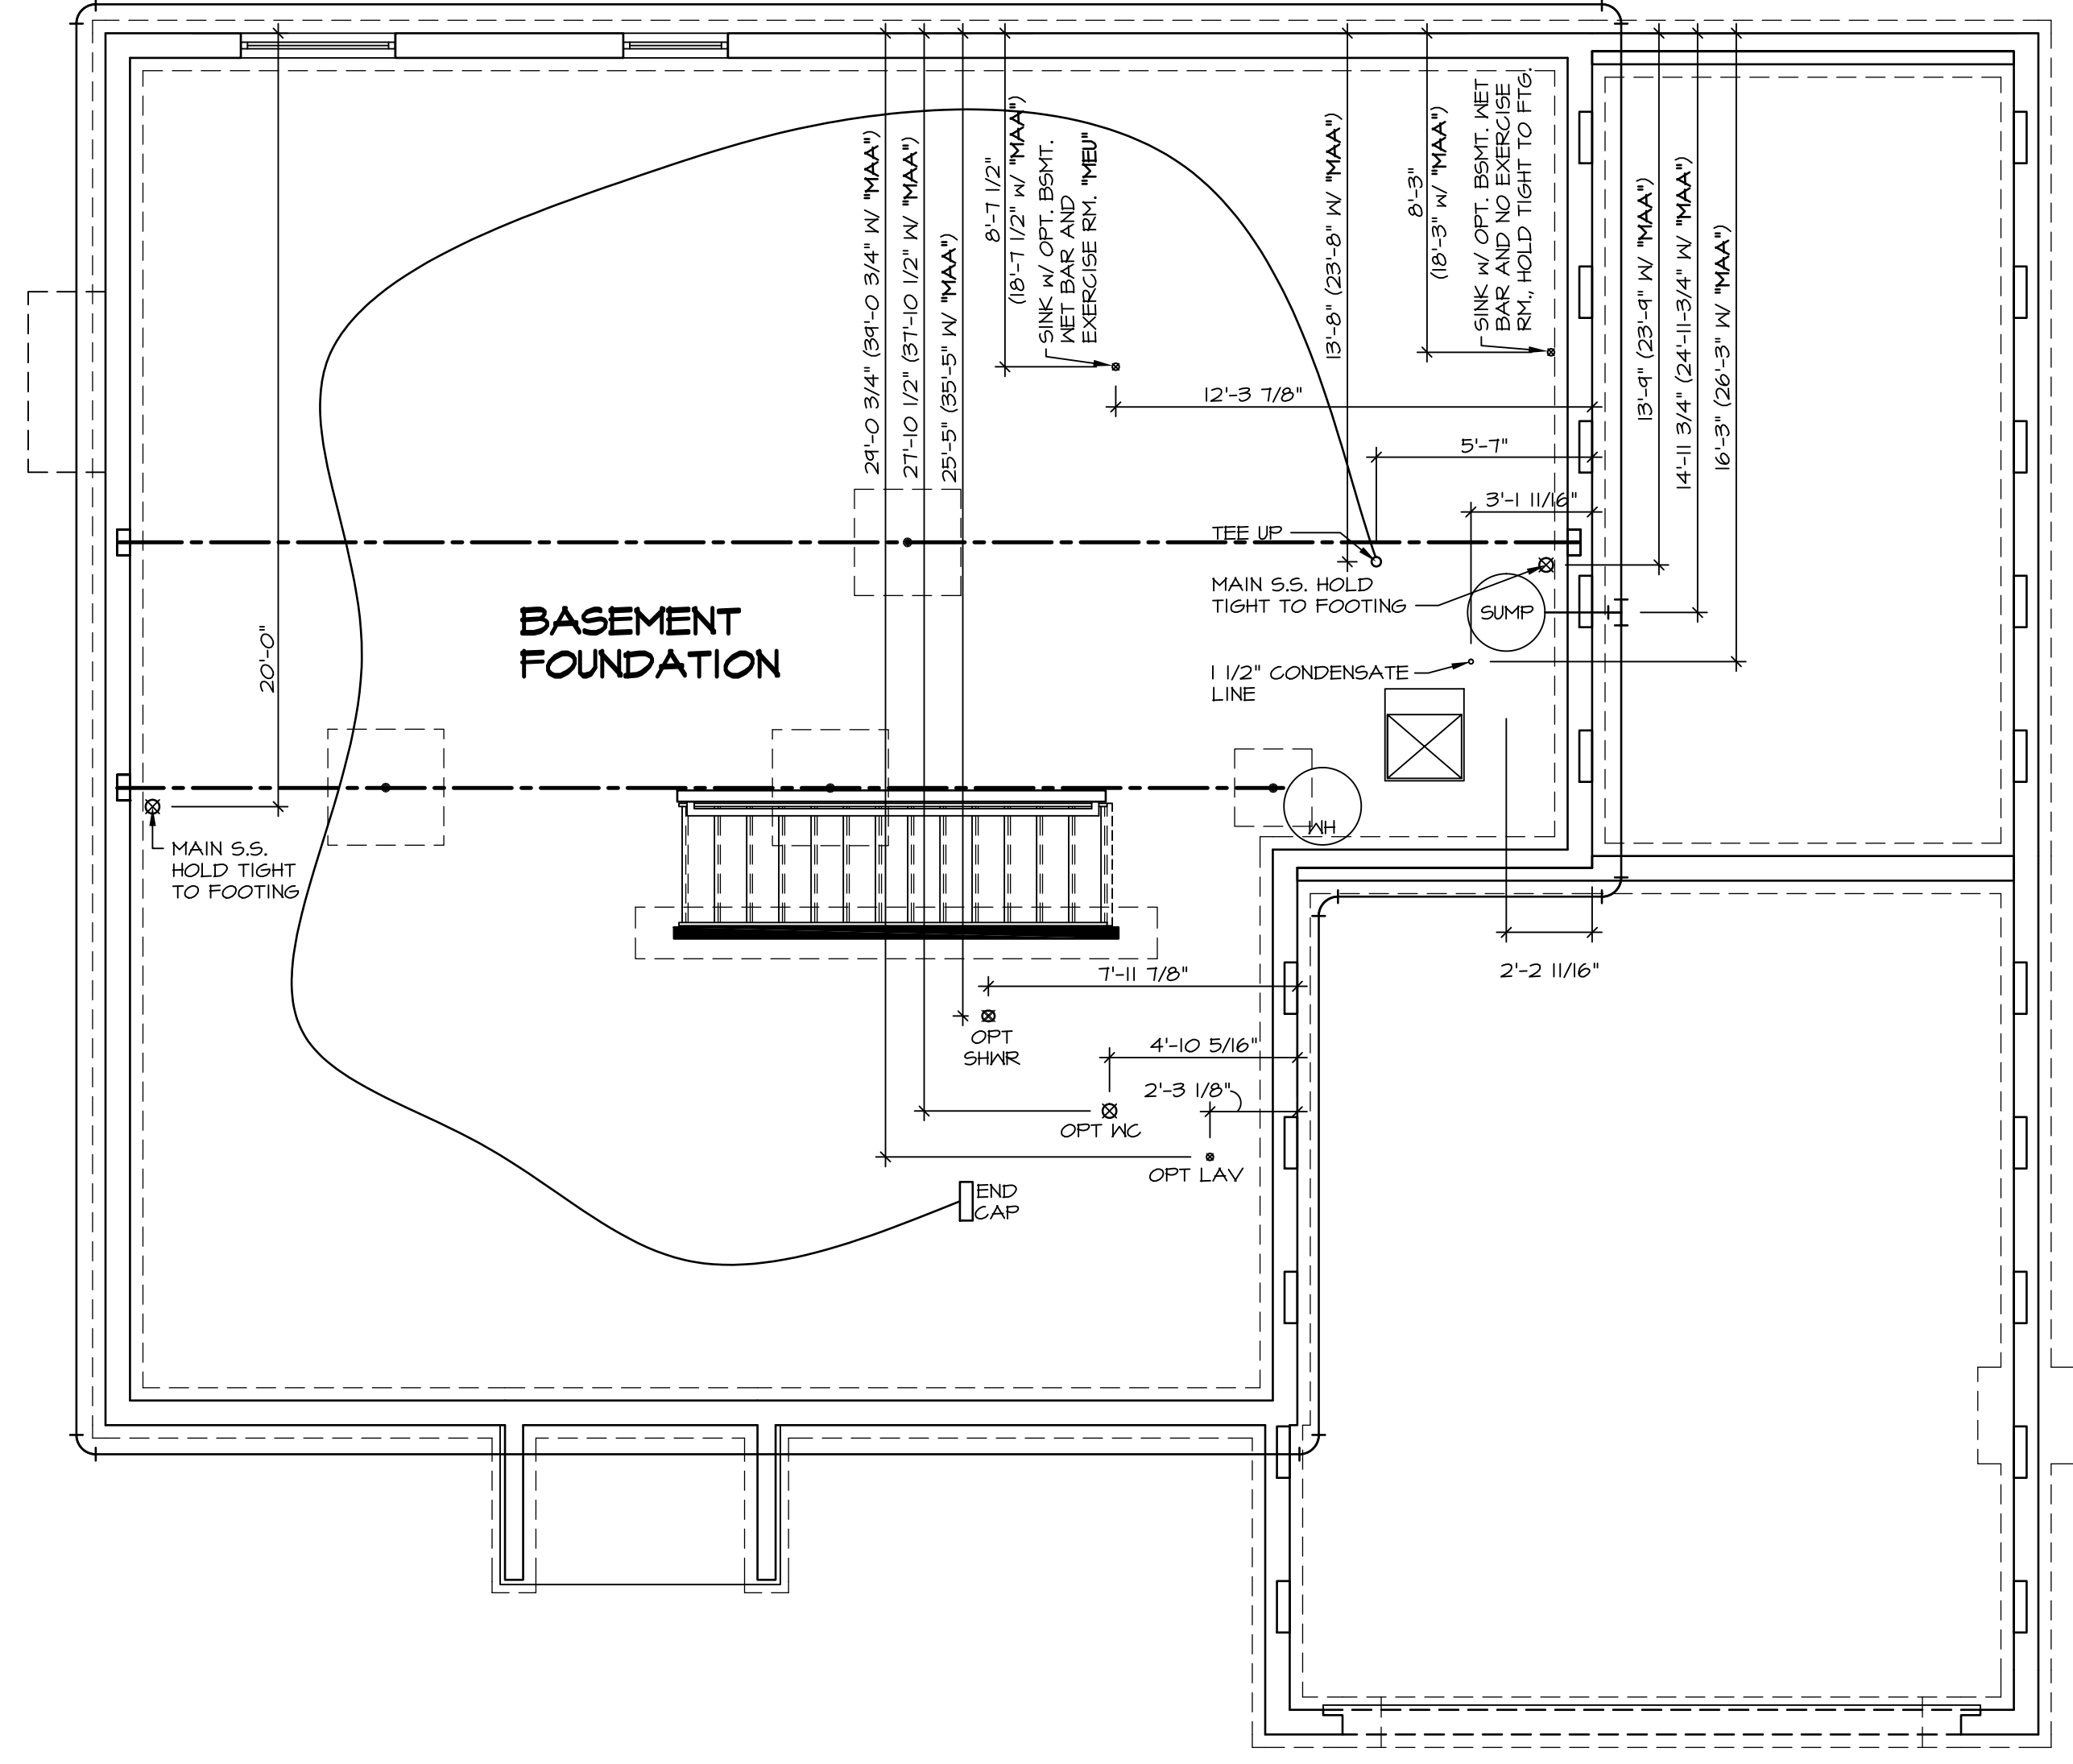 29'-0 3/4" (39'-0 3/4" W/ "MAA")
27'-10 1/2" (37'-10 1/2" W/ "MAA")
25'-5" (35'-5" W/ "MAA")
8'-7 1/2"
(18'-7 1/2" W/ "MAA")
SINK W/ OPT. BSMT.
WET BAR AND
EXERCISE RM. "MEU"
13'-8" (23'-8" W/ "MAA")
8'-3"
(18'-3" W/ "MAA")
SINK W/ OPT. BSMT. WET
BAR AND NO EXERCISE
RM., HOLD TIGHT TO FTG.
13'-9" (23'-9" W/ "MAA")
14'-11 3/4" (24'-11-3/4" W/ "MAA")
16'-3" (26'-3" W/ "MAA")
12'-3 7/8"
5'-7"
3'-1 11/16"
TEE UP
MAIN S.S. HOLD
TIGHT TO FOOTING
SUMP
1 1/2" CONDENSATE
LINE
BASEMENT
FOUNDATION
20'-0"
WH
MAIN S.S.
HOLD TIGHT
TO FOOTING
2'-2 11/16"
7'-11 7/8"
OPT
SHWR
4'-10 5/16"
2'-3 1/8"
OPT WC
OPT LAV
END
CAP